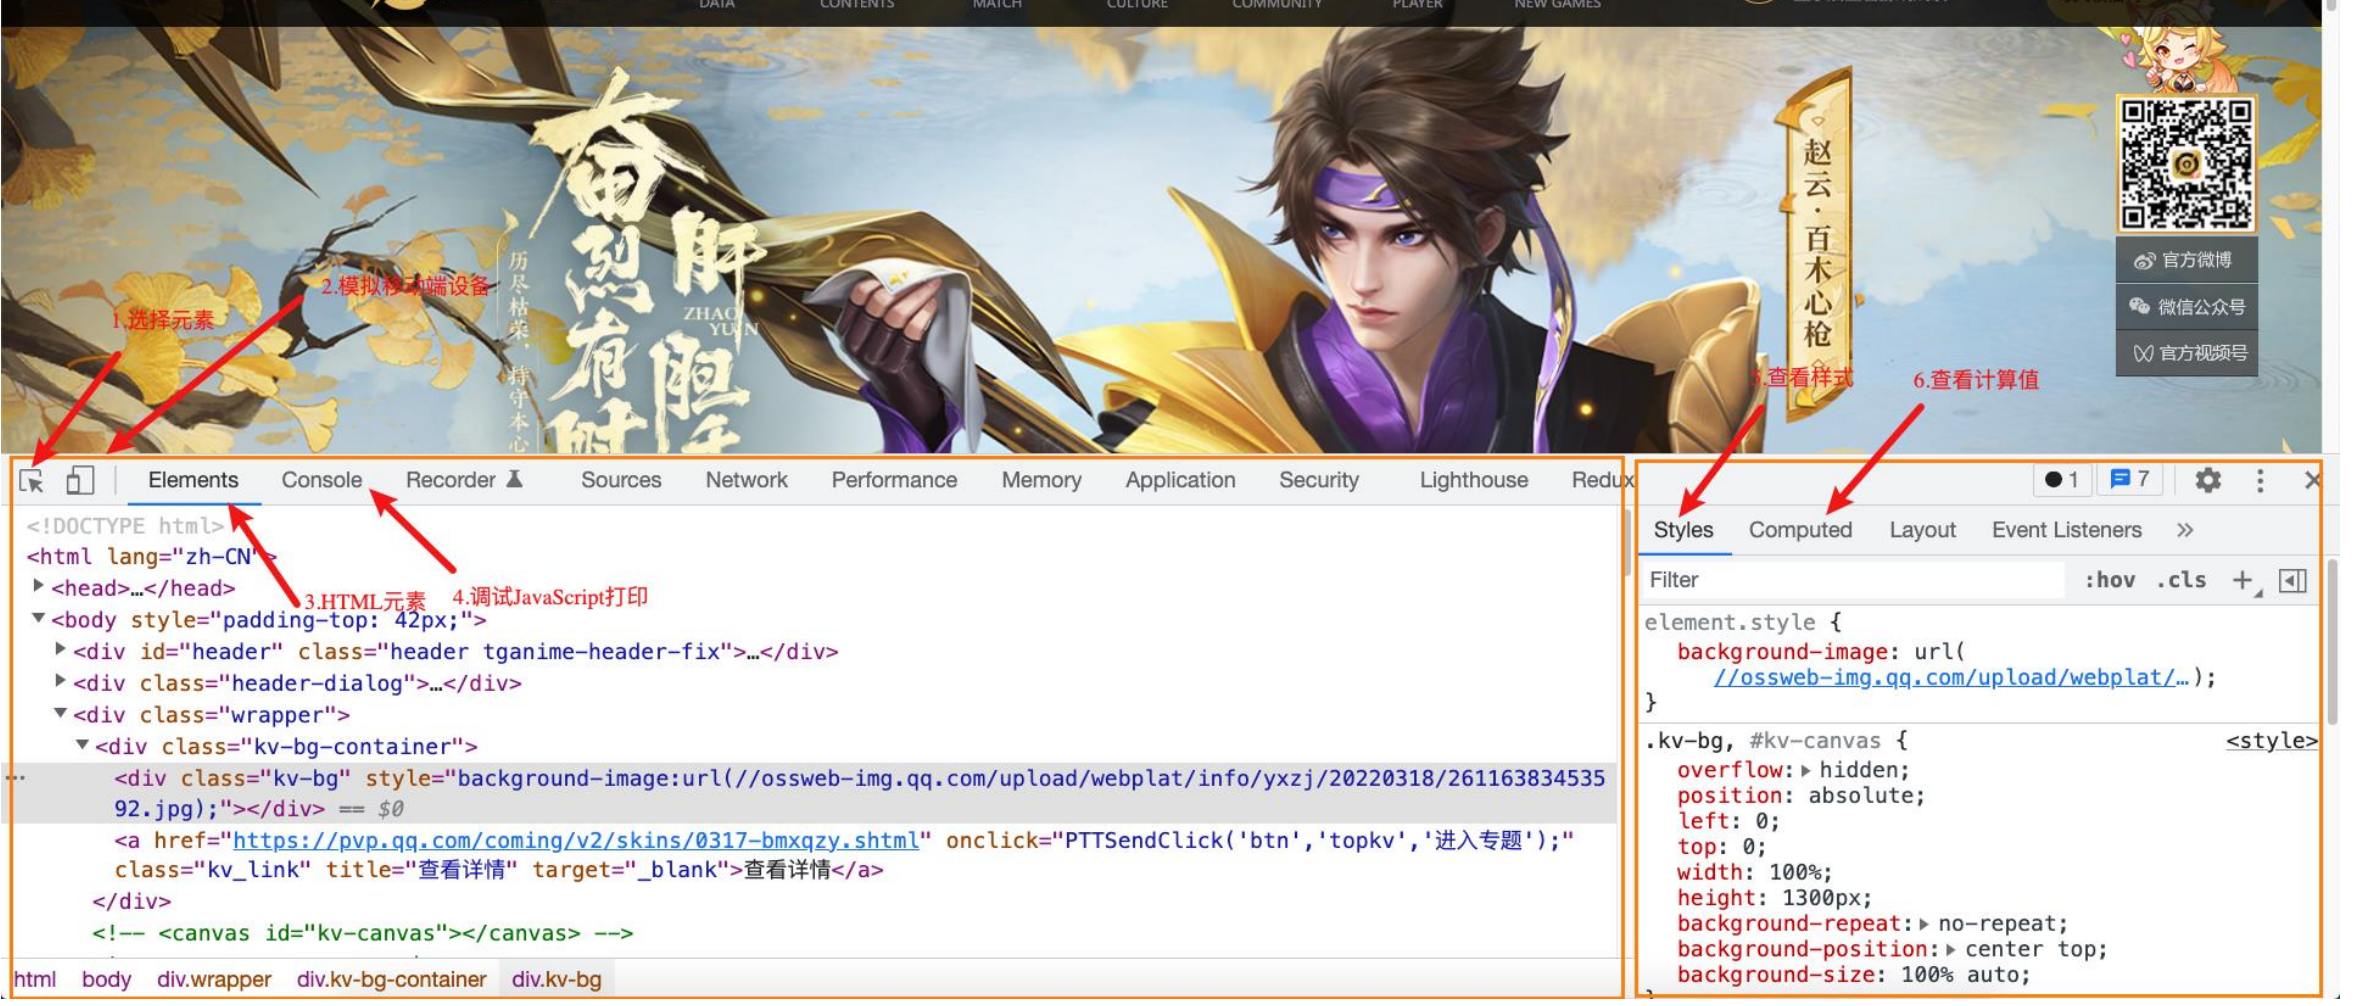 DATA CONTENTS MATCH CULTURE COMMUNITY PLAYER NEW GAMES
奋烈有时
肝胆
ZHAO
YUN
历尽枯荣,持守本心
赵云·百木心枪
官方微博
微信公众号
官方视频号
1.选择元素
2.模拟移动端设备
5.查看样式
6.查看计算值
Elements Console Recorder Sources Network Performance Memory Application Security Lighthouse Redux
1 7
<!DOCTYPE html>
<html lang="zh-CN">
<head>…</head>
3.HTML元素
4.调试JavaScript打印
<body style="padding-top: 42px;">
<div id="header" class="header tganime-header-fix">…</div>
<div class="header-dialog">…</div>
<div class="wrapper">
<div class="kv-bg-container">
<div class="kv-bg" style="background-image:url(//ossweb-img.qq.com/upload/webplat/info/yxzj/20220318/261163834535
92.jpg);"></div> == $0
<a href="https://pvp.qq.com/coming/v2/skins/0317-bmxqzy.shtml" onclick="PTTSendClick('btn','topkv','进入专题');"
class="kv_link" title="查看详情" target="_blank">查看详情</a>
</div>
<!-- <canvas id="kv-canvas"></canvas> -->
html body div.wrapper div.kv-bg-container div.kv-bg
Styles Computed Layout Event Listeners »
Filter :hov .cls +
element.style {
background-image: url(
//ossweb-img.qq.com/upload/webplat/…);
}
.kv-bg, #kv-canvas { <style>
overflow: hidden;
position: absolute;
left: 0;
top: 0;
width: 100%;
height: 1300px;
background-repeat: no-repeat;
background-position: center top;
background-size: 100% auto;